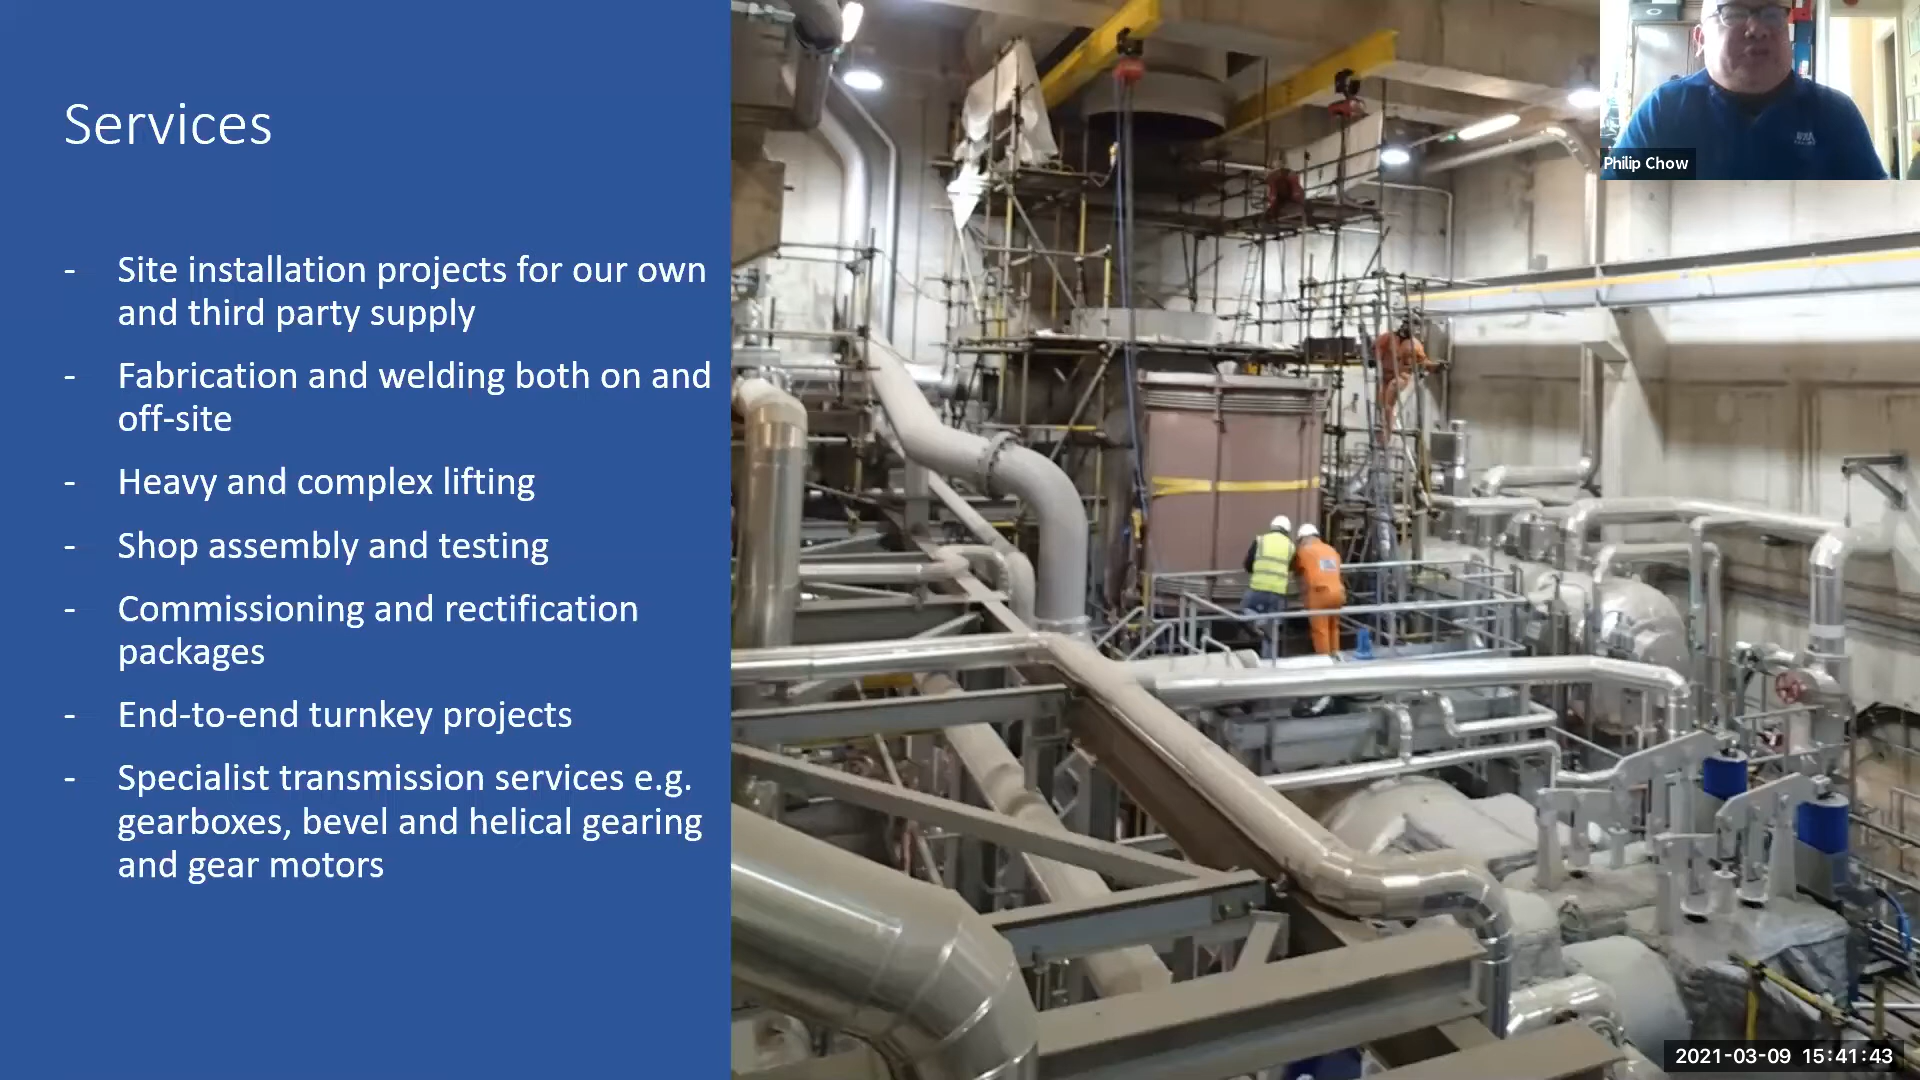 Services
- Site installation projects for our own
and third party supply
- Fabrication and welding both on and
off-site
- Heavy and complex lifting
- Shop assembly and testing
- Commissioning and rectification
packages
- End-to-end turnkey projects
- Specialist transmission services e.g.
gearboxes, bevel and helical gearing
and gear motors
Philip Chow
2021-03-09 15:41:43